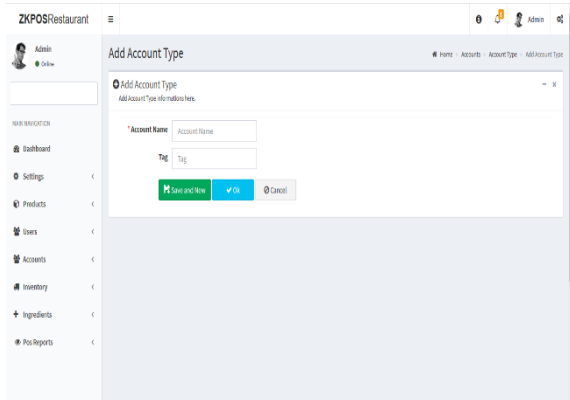 ZKPOSRestaurant
Admin
Admin
Online
Add Account Type
Home > Accounts > Account Type > Add Account Type
Add Account Type
Add Account Type informations here.
MAIN NAVIGATION
* Account Name
Account Name
Dashboard
Tag
Tag
Settings
Save and New
Ok
Cancel
Products
Users
Accounts
Inventory
Ingredients
Pos Reports